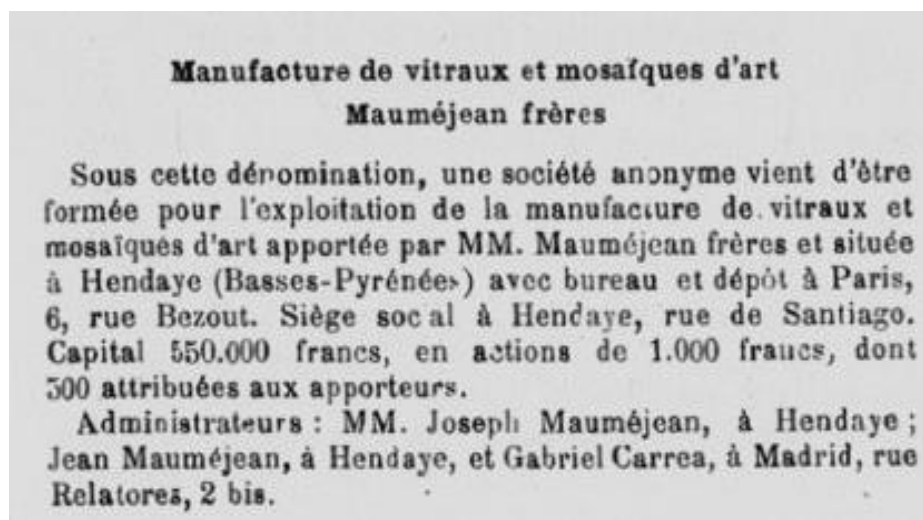 Manufacture de vitraux et mosaïques d'art
Mauméjean frères
Sous cette dénomination, une société anonyme vient d'être
formée pour l'exploitation de la manufacture de vitraux et
mosaïques d'art apportée par MM. Mauméjean frères et située
à Hendaye (Basses-Pyrénées) avec bureau et dépôt à Paris,
6, rue Bezout. Siège social à Hendaye, rue de Santiago.
Capital 550.000 francs, en actions de 1.000 francs, dont
300 attribuées aux apporteurs.
Administrateurs : MM. Joseph Mauméjean, à Hendaye ;
Jean Mauméjean, à Hendaye, et Gabriel Carrea, à Madrid, rue
Relatores, 2 bis.